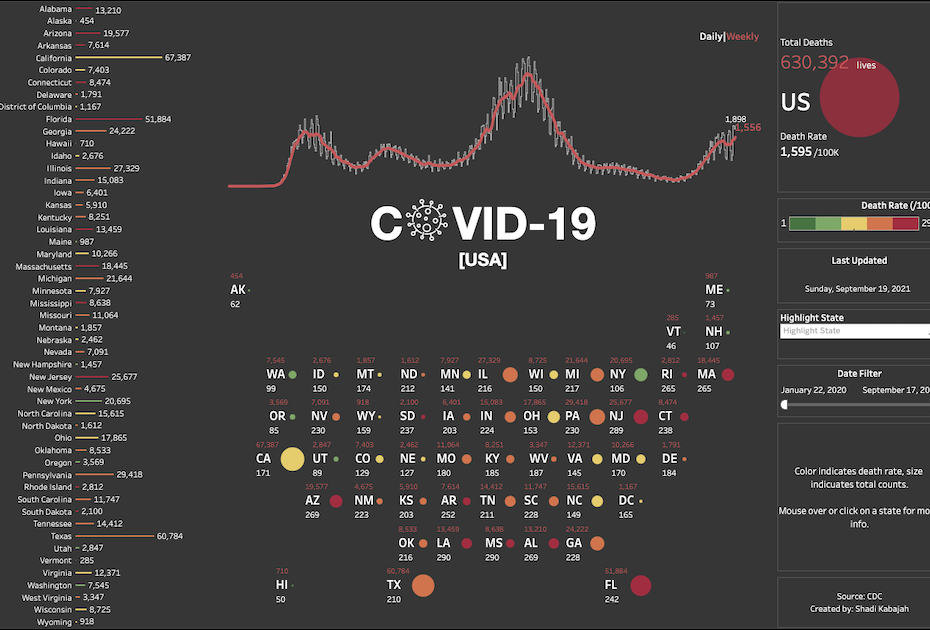 Alabama 13,210
Alaska 454
Arizona 19,577
Arkansas 7,614
California 67,387
Colorado 7,403
Connecticut 8,474
Delaware 1,791
District of Columbia 1,167
Florida 51,884
Georgia 24,222
Hawaii 710
Idaho 2,676
Illinois 27,329
Indiana 15,083
Iowa 6,401
Kansas 5,910
Kentucky 8,251
Louisiana 13,459
Maine 987
Maryland 10,266
Massachusetts 18,445
Michigan 21,644
Minnesota 7,927
Mississippi 8,638
Missouri 11,064
Montana 1,857
Nebraska 2,462
Nevada 7,091
New Hampshire 1,457
New Jersey 25,677
New Mexico 4,675
New York 20,695
North Carolina 15,615
North Dakota 1,612
Ohio 17,865
Oklahoma 8,533
Oregon 3,569
Pennsylvania 29,418
Rhode Island 2,812
South Carolina 11,747
South Dakota 2,100
Tennessee 14,412
Texas 60,784
Utah 2,847
Vermont 285
Virginia 12,371
Washington 7,545
West Virginia 3,347
Wisconsin 8,725
Wyoming 918
Daily|Weekly
1,898
1,556
COVID-19
[USA]
454 987
AK ME
62 73
285 1,457
VT NH
46 107
7,545 2,676 1,857 1,612 7,927 27,329 8,725 21,644 20,695 2,812 18,445
WA ID MT ND MN IL WI MI NY RI MA
99 150 174 212 141 216 150 217 106 265 265
3,569 7,091 918 2,100 6,401 15,083 17,865 29,418 25,677 8,474
OR NV WY SD IA IN OH PA NJ CT
85 230 159 237 203 224 153 230 289 238
67,387 2,847 7,403 2,462 11,064 8,251 3,347 12,371 10,266 1,791
CA UT CO NE MO KY WV VA MD DE
171 89 129 127 180 185 187 145 170 184
19,577 4,675 5,910 7,614 14,412 11,747 15,615 1,167
AZ NM KS AR TN SC NC DC
269 223 203 252 211 228 149 165
8,533 13,459 8,638 13,210 24,222
OK LA MS AL GA
216 290 290 269 228
710 60,784 51,884
HI TX FL
50 210 242
Total Deaths
630,392 lives
US
Death Rate
1,595 /100K
Death Rate (/100
1 29
Last Updated
Sunday, September 19, 2021
Highlight State
Highlight State
Date Filter
January 22, 2020 September 17, 20
Color indicates death rate, size
indicuates total counts.
Mouse over or click on a state for mo
info.
Source: CDC
Created by: Shadi Kabajah